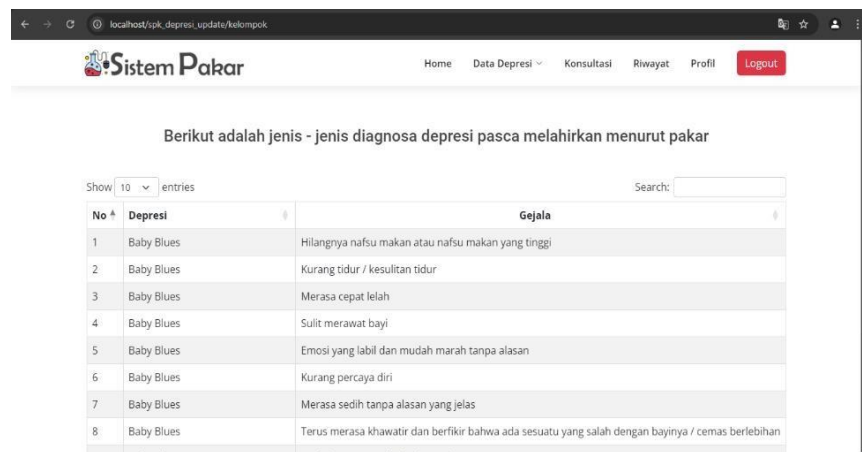 localhost/spk_depresi_update/kelompok
Sistem Pakar
Home Data Depresi Konsultasi Riwayat Profil Logout
Berikut adalah jenis - jenis diagnosa depresi pasca melahirkan menurut pakar
Show 10 entries Search:
No Depresi Gejala
1 Baby Blues Hilangnya nafsu makan atau nafsu makan yang tinggi
2 Baby Blues Kurang tidur / kesulitan tidur
3 Baby Blues Merasa cepat lelah
4 Baby Blues Sulit merawat bayi
5 Baby Blues Emosi yang labil dan mudah marah tanpa alasan
6 Baby Blues Kurang percaya diri
7 Baby Blues Merasa sedih tanpa alasan yang jelas
8 Baby Blues Terus merasa khawatir dan berfikir bahwa ada sesuatu yang salah dengan bayinya / cemas berlebihan